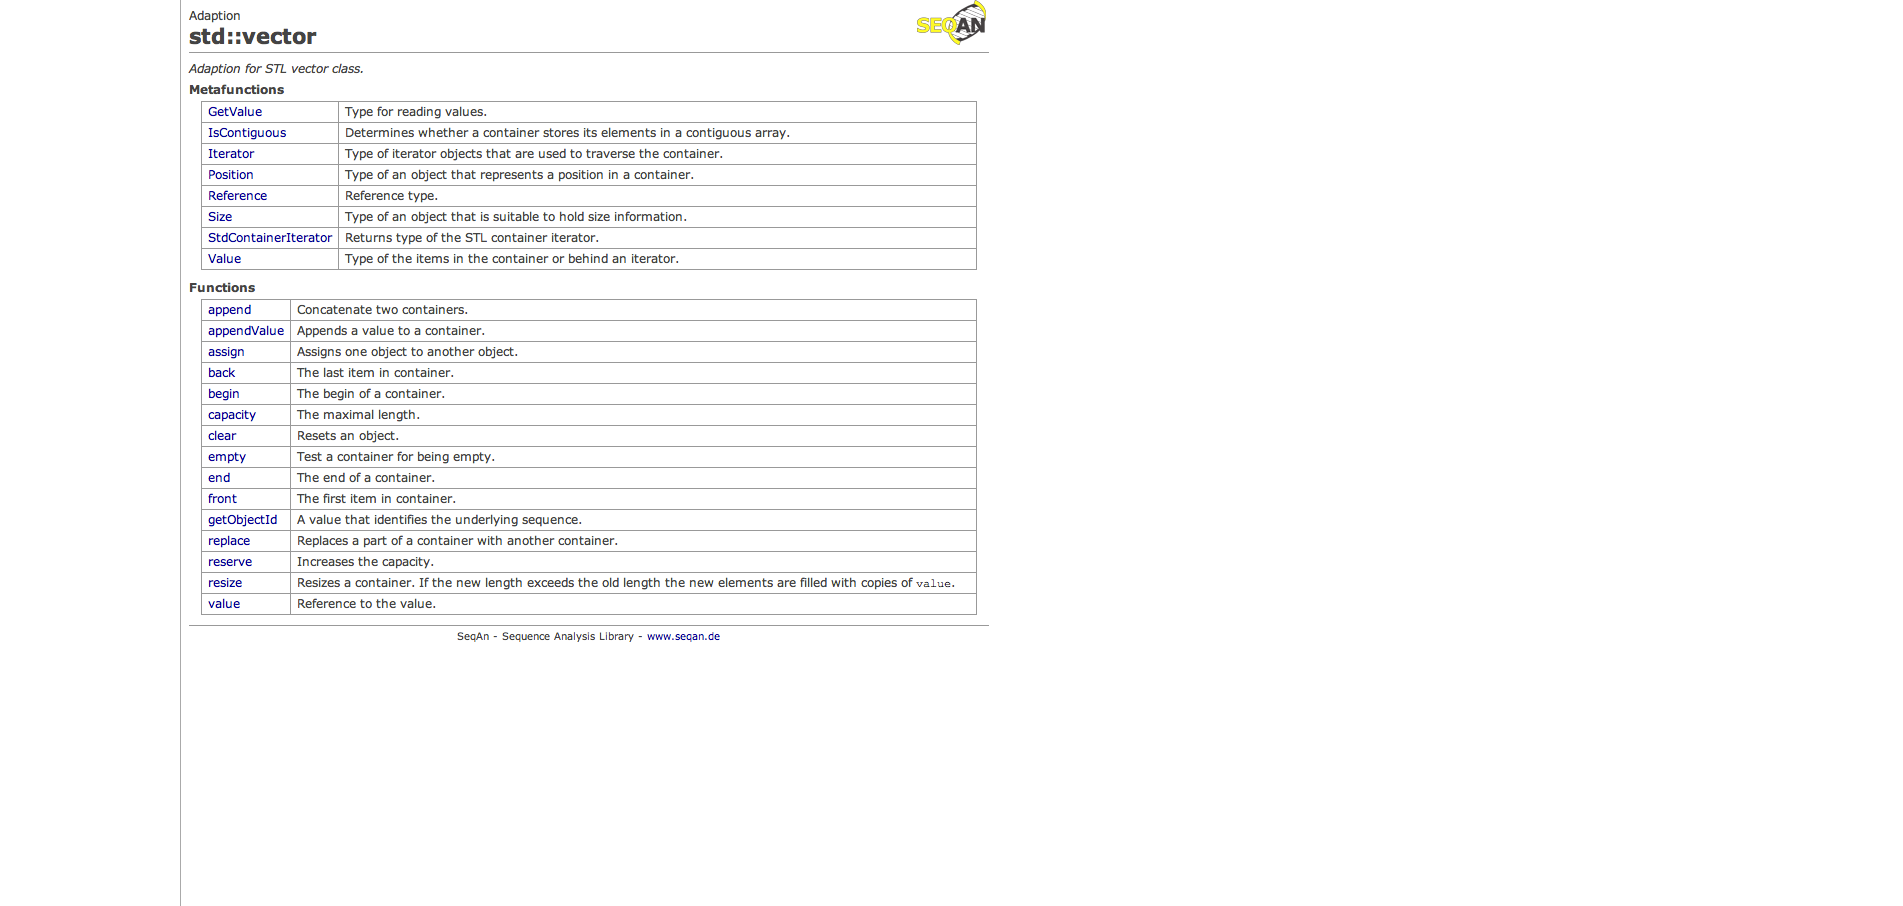 Adaption
SEQAN
std::vector
Adaption for STL vector class.
Metafunctions
GetValue Type for reading values.
IsContiguous Determines whether a container stores its elements in a contiguous array.
Iterator Type of iterator objects that are used to traverse the container.
Position Type of an object that represents a position in a container.
Reference Reference type.
Size Type of an object that is suitable to hold size information.
StdContainerIterator Returns type of the STL container iterator.
Value Type of the items in the container or behind an iterator.
Functions
append Concatenate two containers.
appendValue Appends a value to a container.
assign Assigns one object to another object.
back The last item in container.
begin The begin of a container.
capacity The maximal length.
clear Resets an object.
empty Test a container for being empty.
end The end of a container.
front The first item in container.
getObjectId A value that identifies the underlying sequence.
replace Replaces a part of a container with another container.
reserve Increases the capacity.
resize Resizes a container. If the new length exceeds the old length the new elements are filled with copies of value.
value Reference to the value.
SeqAn - Sequence Analysis Library - www.seqan.de